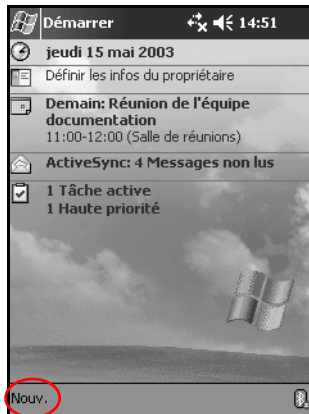 Démarrer 14:51
jeudi 15 mai 2003
Définir les infos du propriétaire
Demain: Réunion de l'équipe
documentation
11:00-12:00 (Salle de réunions)
ActiveSync: 4 Messages non lus
1 Tâche active
1 Haute priorité
Nouv.